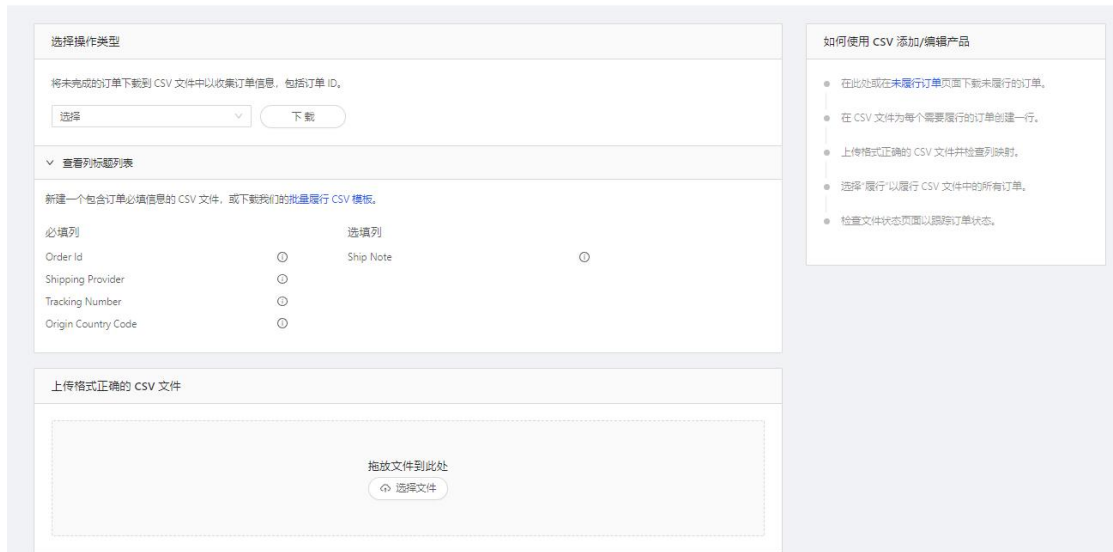 选择操作类型
将未完成的订单下载到 CSV 文件中以收集订单信息，包括订单 ID。
选择
下载
查看列标题列表
新建一个包含订单必填信息的 CSV 文件，或下载我们的批量履行 CSV 模板。
必填列
选填列
Order Id
Ship Note
Shipping Provider
Tracking Number
Origin Country Code
上传格式正确的 CSV 文件
拖放文件到此处
选择文件
如何使用 CSV 添加/编辑产品
在此处或在未履行订单页面下载未履行的订单。
在 CSV 文件为每个需要履行的订单创建一行。
上传格式正确的 CSV 文件并检查列映射。
选择“履行”以履行 CSV 文件中的所有订单。
检查文件状态页面以跟踪订单状态。